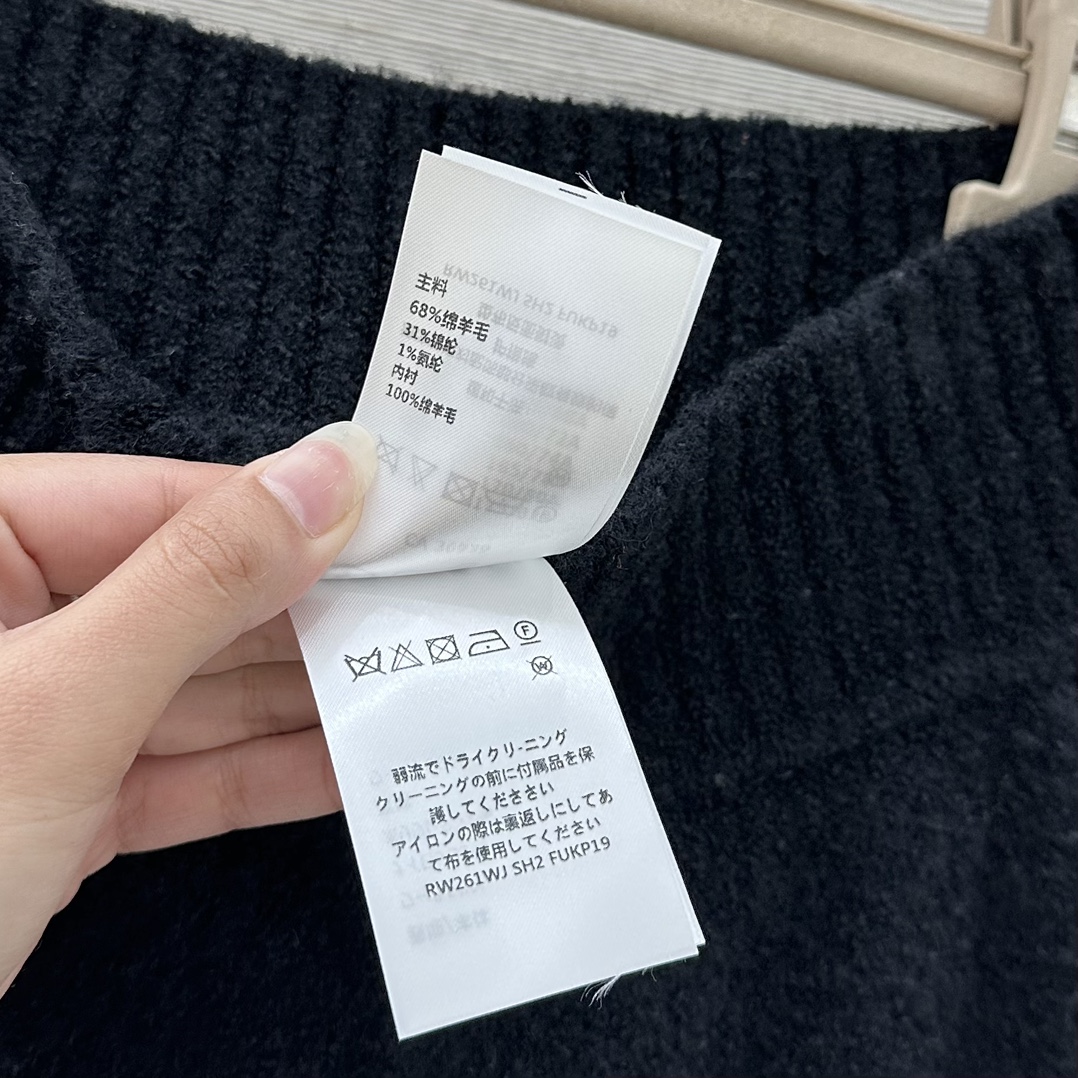 主料
68%绵羊毛
31%锦纶
1%氨纶
内衬
100%绵羊毛
F
W
弱流でドライクリ-ニング
クリーニングの前に付属品を保
護してくだささい
アイロンの際は裏返しにしてあ
て布を使用してください
RW261WJ SH2 FUKP19